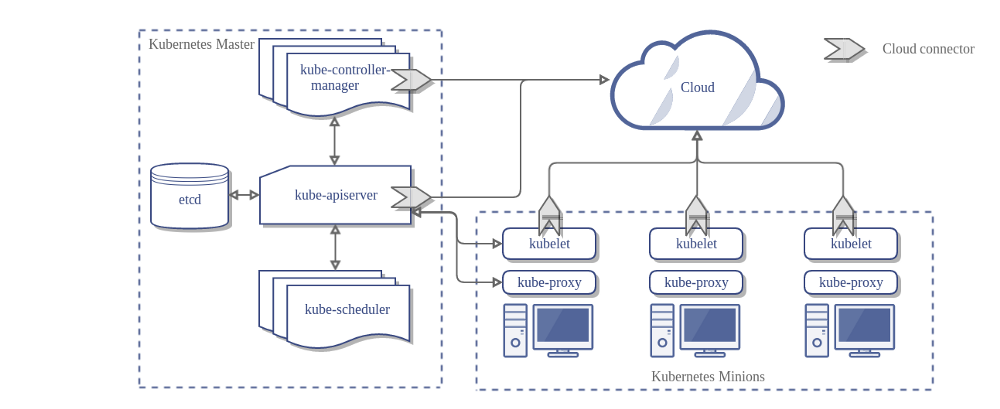 Kubernetes Master
kube-controller-
manager
Cloud
Cloud connector
etcd
kube-apiserver
kube-scheduler
kubelet
kubelet
kubelet
kube-proxy
kube-proxy
kube-proxy
Kubernetes Minions